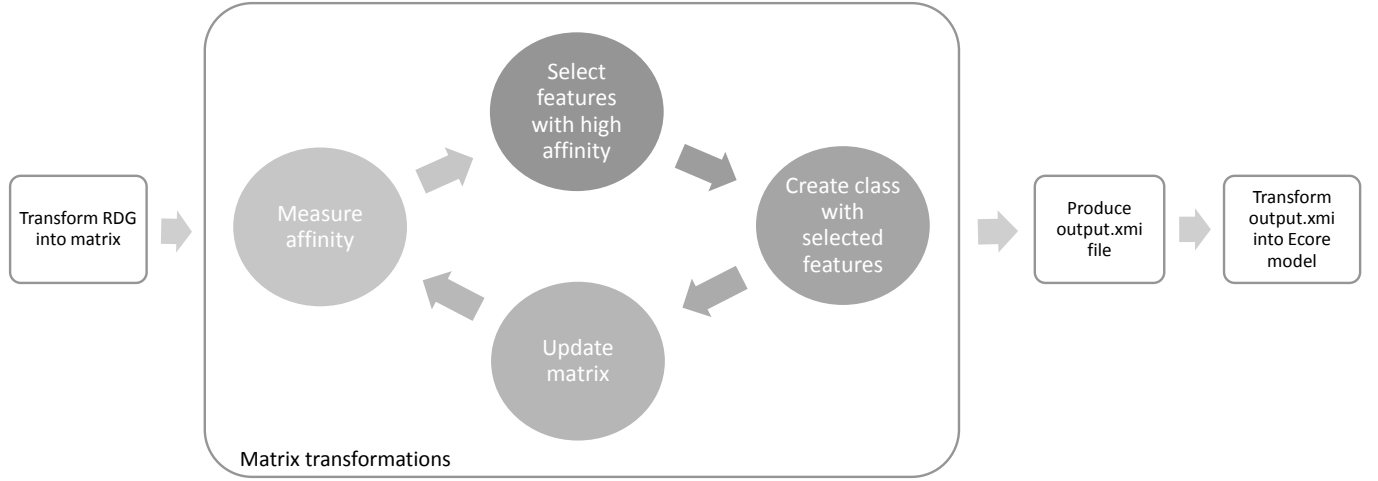 Transform RDG
into matrix
Measure
affinity
Select
features
with high
affinity
Create class
with
selected
features
Update
matrix
Matrix transformations
Produce
output.xmi
file
Transform
output.xmi
into Ecore
model